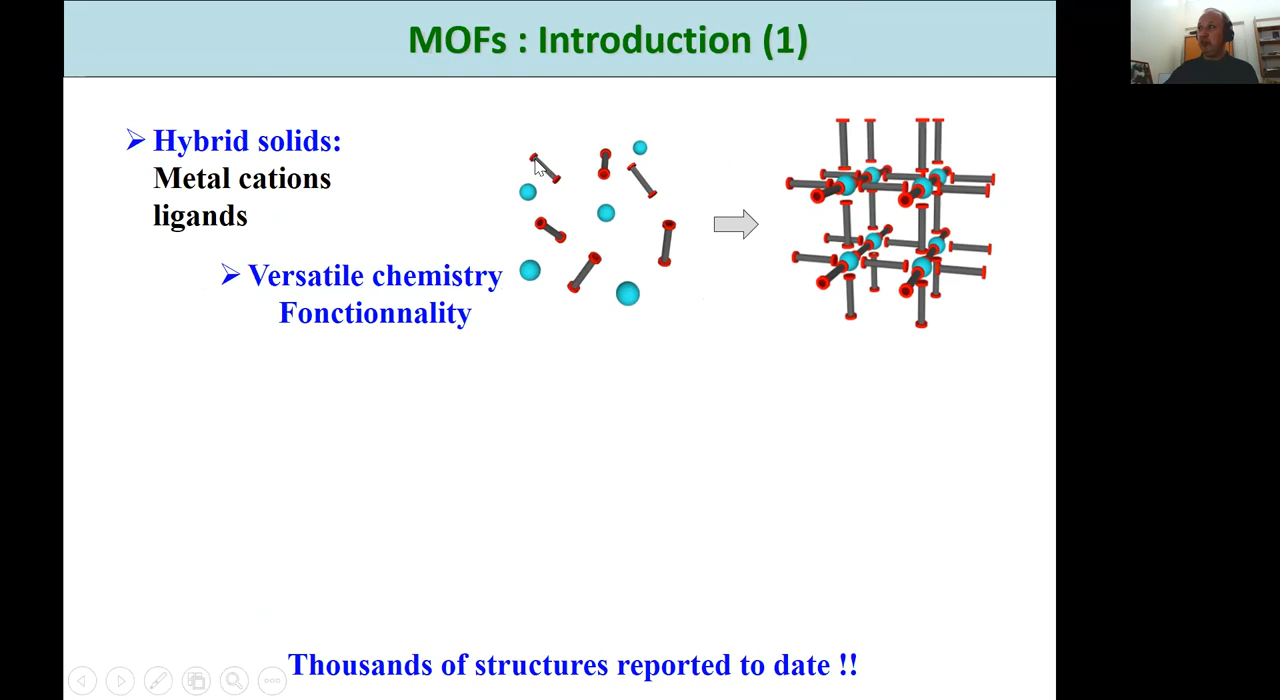 MOFs : Introduction (1)
Hybrid solids:
Metal cations
ligands
Versatile chemistry
Fonctionnality
Thousands of structures reported to date !!